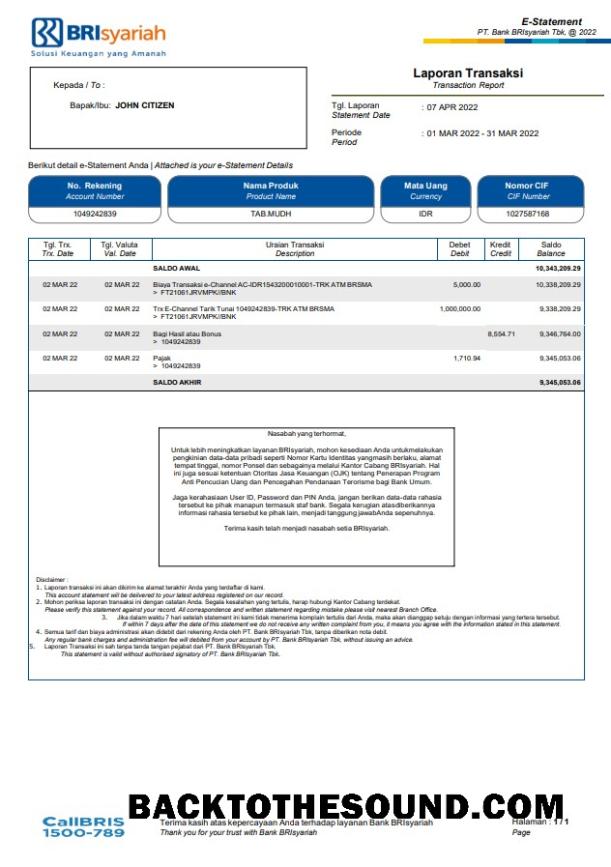 BRIsyariah
Solusi Keuangan yang Amanah
E-Statement
PT. Bank BRIsyariah Tbk, @ 2022
Kepada / To :
Bapak/Ibu: JOHN CITIZEN
Laporan Transaksi
Transaction Report
Tgl. Laporan : 07 APR 2022
Statement Date
Periode : 01 MAR 2022 - 31 MAR 2022
Period
Berikut detail e-Statement Anda | Attached is your e-Statement Details
No. Rekening Nama Produk Mata Uang Nomor CIF
Account Number Product Name Currency CIF Number
1049242839 TAB.MUDH IDR 1027587168
Tgl. Trx. Tgl. Valuta Uraian Transaksi Debet Kredit Saldo
Trx. Date Val. Date Description Debit Credit Balance
SALDO AWAL 10,343,209.29
02 MAR 22 02 MAR 22 Biaya Transaksi e-Channel AC-IDR1543200010001-TRK ATM BRSMA 5,000.00 10,338,209.29
> FT21061JRVMPK//BNK
02 MAR 22 02 MAR 22 Trx E-Channel Tarik Tunai 1049242839-TRK ATM BRSMA 1,000,000.00 9,338,209.29
> FT21061JRVMPK//BNK
02 MAR 22 02 MAR 22 Bagi Hasil atau Bonus 8,554.71 9,346,764.00
> 1049242839
02 MAR 22 02 MAR 22 Pajak 1,710.94 9,345,053.06
> 1049242839
SALDO AKHIR 9,345,053.06
Nasabah yang terhormat,
Untuk lebih meningkatkan layanan BRIsyariah, mohon kesediaan Anda untukmelakukan
pengkinian data-data pribadi seperti Nomor Kartu Identitas yangmasih berlaku, alamat
tempat tinggal, nomor Ponsel dan sebagainya melalui Kantor Cabang BRIsyariah. Hal
ini juga sesuai ketentuan Otoritas Jasa Keuangan (OJK) tentang Penerapan Program
Anti Pencucian Uang dan Pencegahan Pendanaan Terorisme bagi Bank Umum.
Jaga kerahasiaan User ID, Password dan PIN Anda, jangan berikan data-data rahasia
tersebut ke pihak manapun termasuk staf bank. Segala kerugian atasdiberikannya
informasi rahasia tersebut ke pihak lain, menjadi tanggung jawabAnda sepenuhnya.
Terima kasih telah menjadi nasabah setia BRIsyariah.
Disclaimer :
1. Laporan transaksi ini akan dikirim ke alamat terakhir Anda yang terdaftar di kami.
This account statement will be delivered to your latest address registered on our record.
2. Mohon periksa laporan transaksi ini dengan catatan Anda. Segala kesalahan yang tertulis, harap hubungi Kantor Cabang terdekat.
Please verify this statement against your record. All correspondence and written statement regarding mistake please visit nearest Branch Office.
3. Jika dalam waktu 7 hari setelah statement ini kami tidak menerima komplain tertulis dari Anda, maka akan dianggap setuju dengan informasi yang tertera tersebut.
If within 7 days after the date of this statement we do not receive any written complaint from you, it means you agree with the information stated in this statement.
4. Semua tarif dan biaya administrasi akan didebit dari rekening Anda oleh PT. Bank BRIsyariah Tbk, tanpa diberikan nota debit.
Any regular bank charges and administration fee will debited from your account by PT. Bank BRIsyariah Tbk, without issuing an advice.
5. Laporan Transaksi ini sah tanpa tanda tangan pejabat dari PT. Bank BRIsyariah Tbk.
This statement is valid without authorised signatory of PT. Bank BRIsyariah Tbk.
BACKTOTHESOUND.COM
CallBRIS
1500-789
Terima kasih atas kepercayaan Anda terhadap layanan Bank BRIsyariah
Thank you for your trust with Bank BRIsyariah
Halaman : 1 / 1
Page